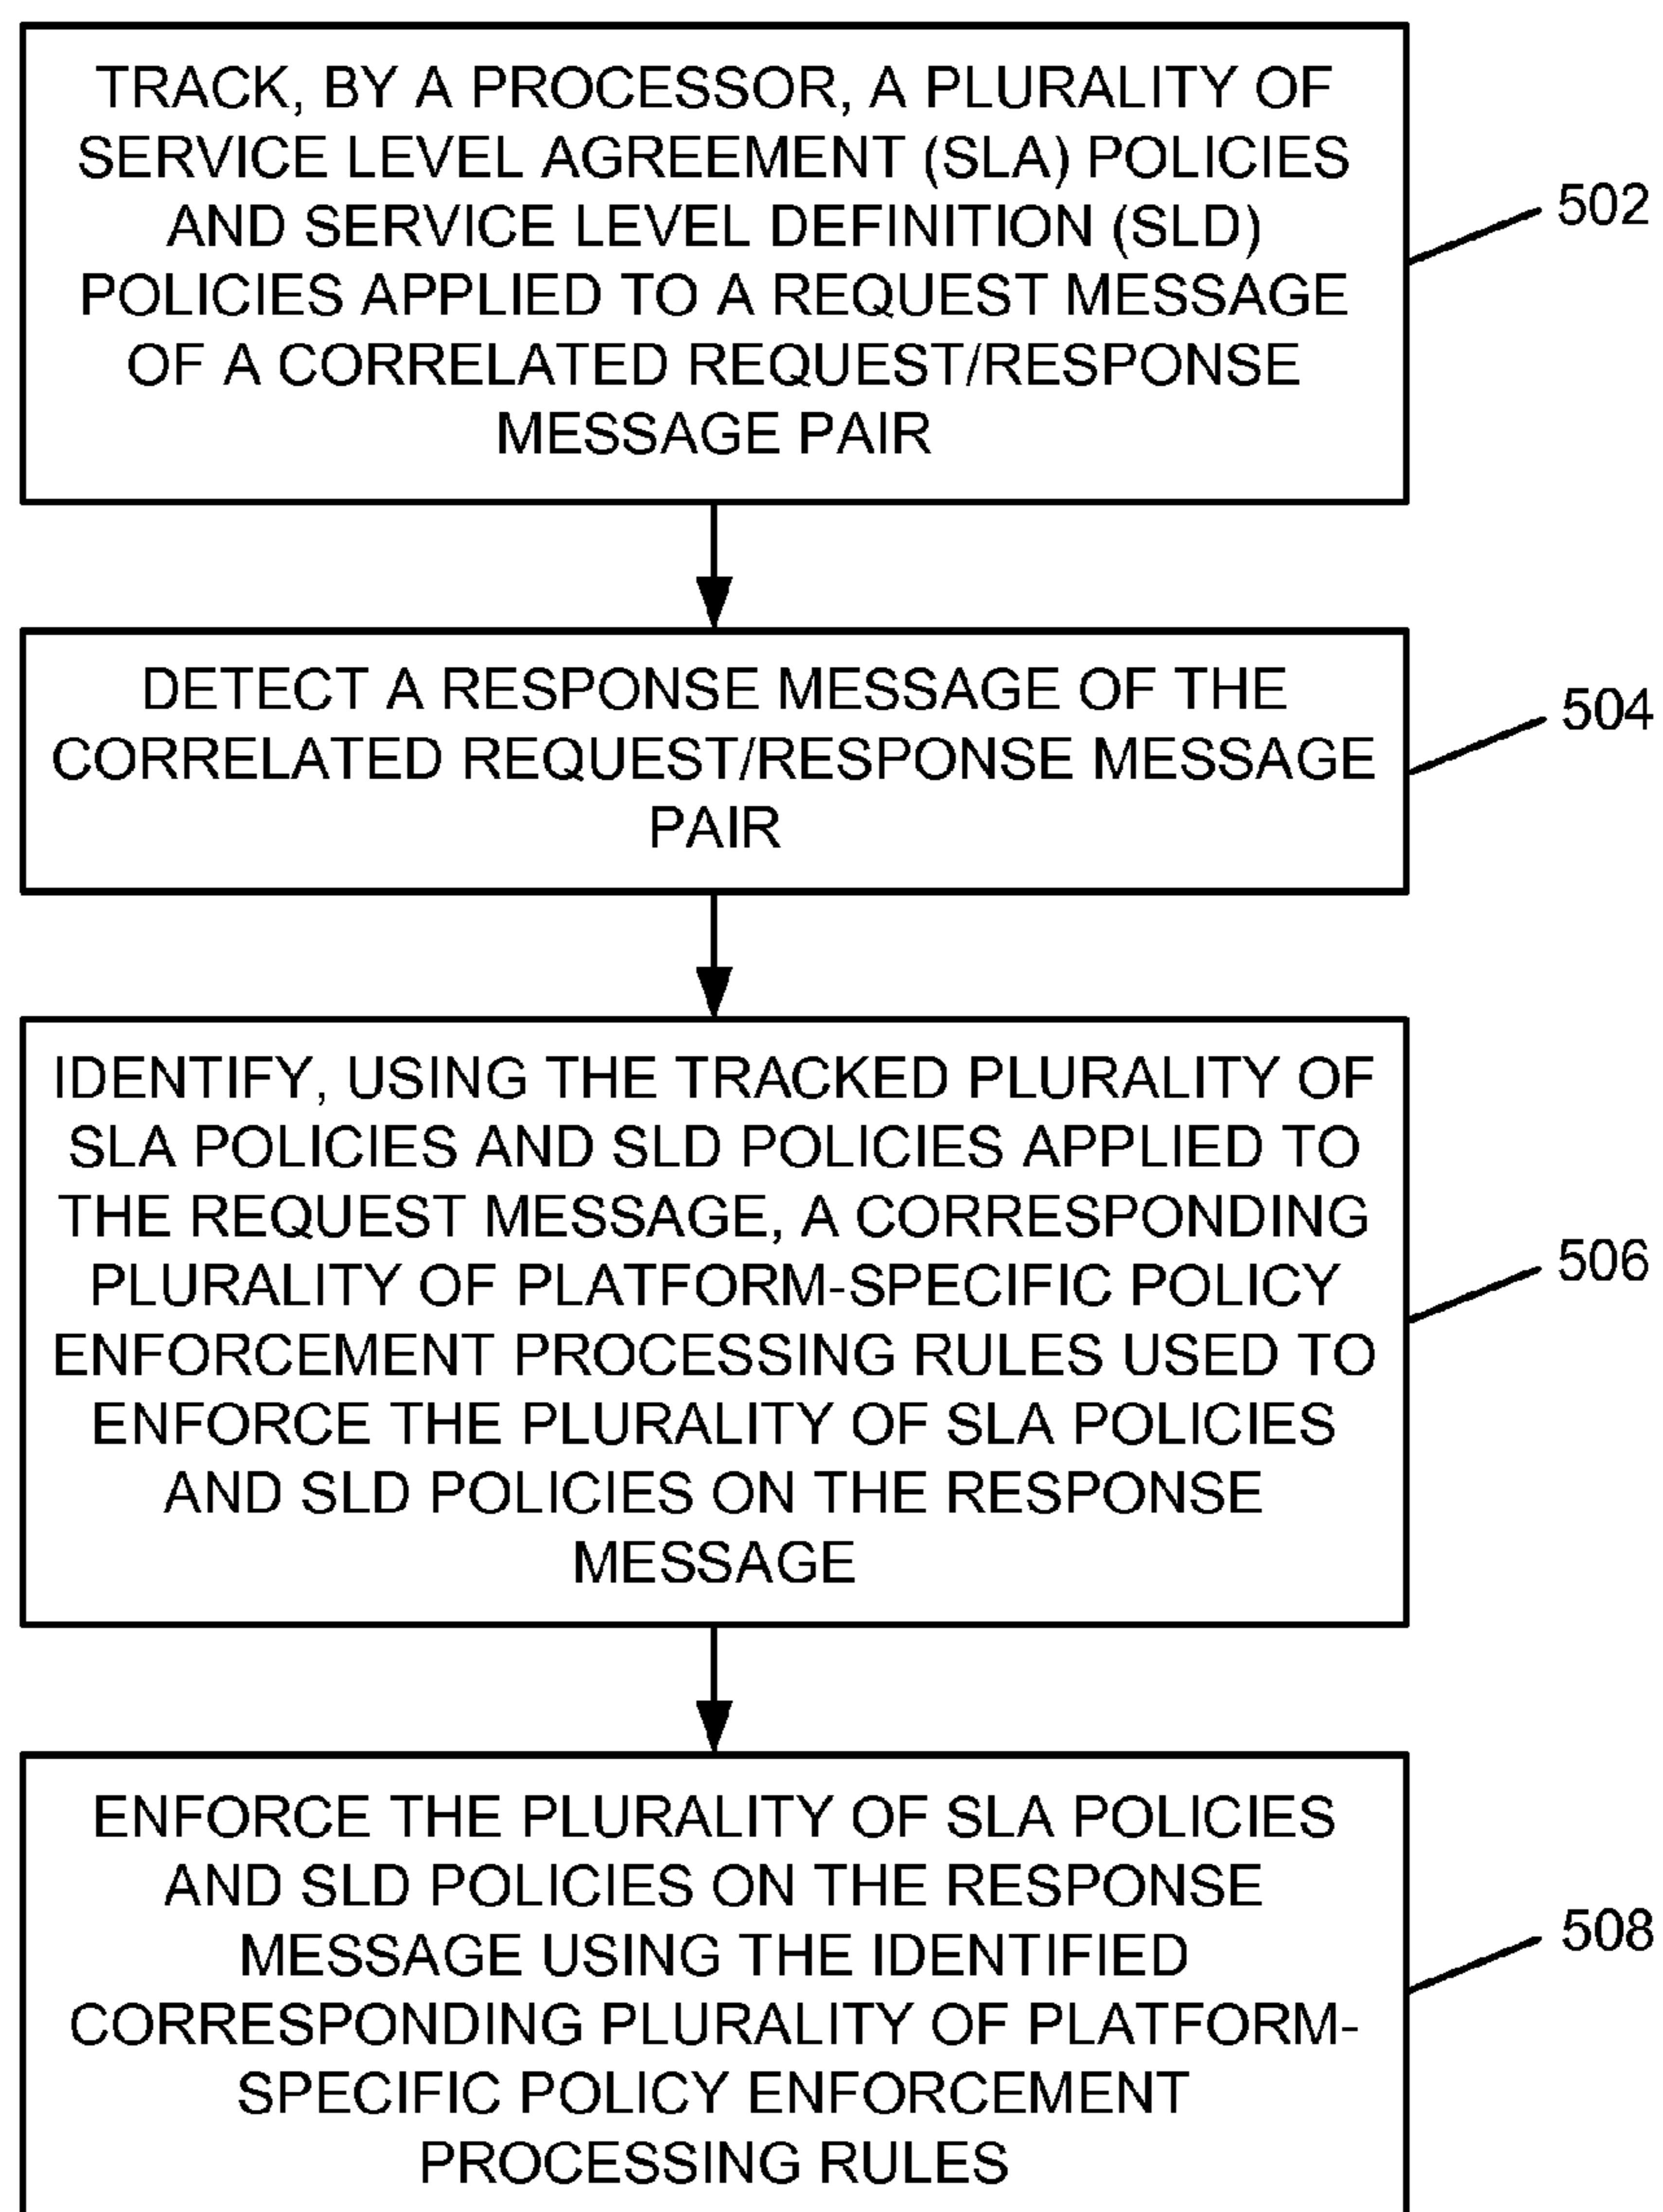 TRACK, BY A PROCESSOR, A PLURALITY OF
SERVICE LEVEL AGREEMENT (SLA) POLICIES
AND SERVICE LEVEL DEFINITION (SLD)
POLICIES APPLIED TO A REQUEST MESSAGE
OF A CORRELATED REQUEST/RESPONSE
MESSAGE PAIR
502
DETECT A RESPONSE MESSAGE OF THE
CORRELATED REQUEST/RESPONSE MESSAGE
PAIR
504
IDENTIFY, USING THE TRACKED PLURALITY OF
SLA POLICIES AND SLD POLICIES APPLIED TO
THE REQUEST MESSAGE, A CORRESPONDING
PLURALITY OF PLATFORM-SPECIFIC POLICY
ENFORCEMENT PROCESSING RULES USED TO
ENFORCE THE PLURALITY OF SLA POLICIES
AND SLD POLICIES ON THE RESPONSE
MESSAGE
506
ENFORCE THE PLURALITY OF SLA POLICIES
AND SLD POLICIES ON THE RESPONSE
MESSAGE USING THE IDENTIFIED
CORRESPONDING PLURALITY OF PLATFORM-
SPECIFIC POLICY ENFORCEMENT
PROCESSING RULES
508